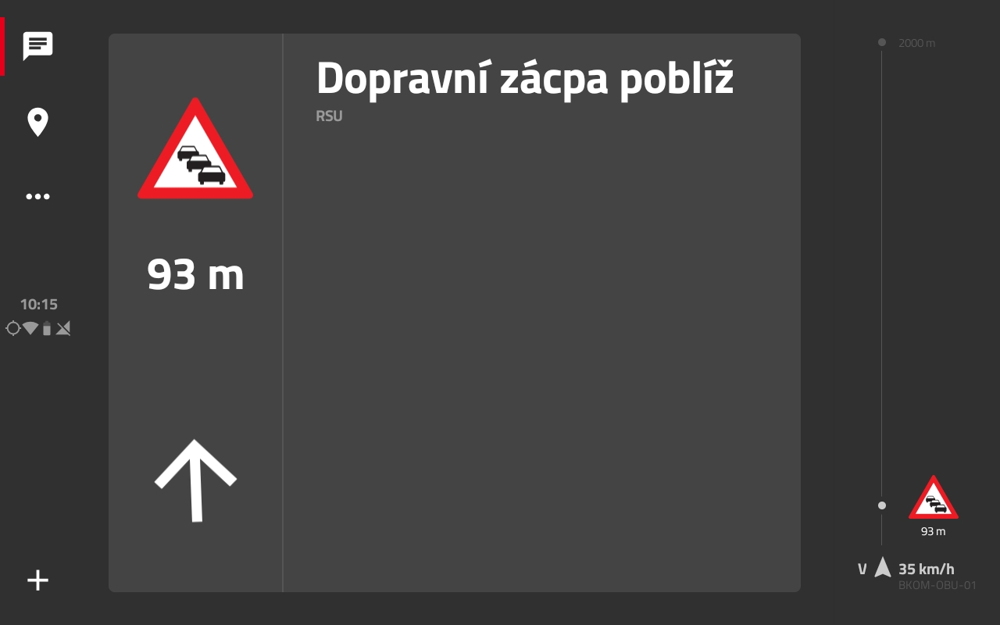 Dopravní zácpa poblíž
RSU
93 m
10:15
2000 m
93 m
V 35 km/h
BKOM-OBU-01